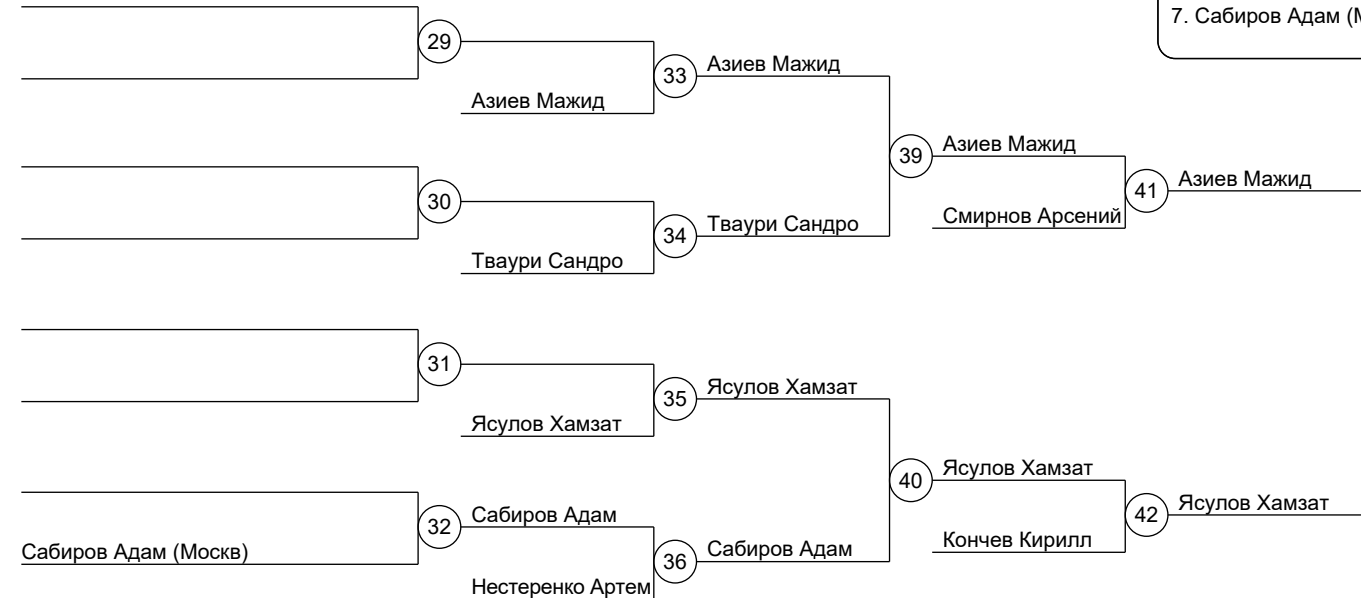 7. Сабиров Адам (М
29
33
Азиев Мажид
Азиев Мажид
39
Азиев Мажид
41
Азиев Мажид
Смирнов Арсений
30
34
Тваури Сандро
Тваури Сандро
31
35
Ясулов Хамзат
Ясулов Хамзат
40
Ясулов Хамзат
42
Ясулов Хамзат
Кончев Кирилл
32
Сабиров Адам
Сабиров Адам (Москв)
36
Сабиров Адам
Нестеренко Артем